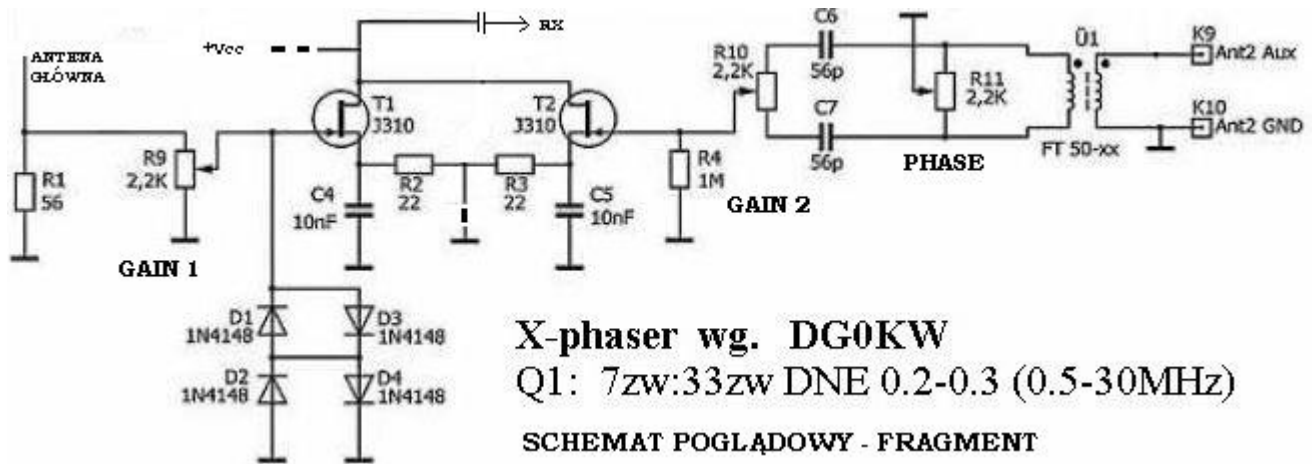 ANTENA
GŁÓWNA
+Vcc
RX
R1
56
R9
2,2K
GAIN 1
T1
J310
T2
J310
C4
10nF
R2
22
R3
22
C5
10nF
R4
1M
GAIN 2
R10
2,2K
C6
56p
C7
56p
R11
2,2K
PHASE
Ü1
FT 50-xx
K9
Ant2 Aux
K10
Ant2 GND
D1
1N4148
D3
1N4148
D2
1N4148
D4
1N4148
X-phaser wg. DG0KW
Q1: 7zw:33zw DNE 0.2-0.3 (0.5-30MHz)
SCHEMAT POGLĄDOWY - FRAGMENT